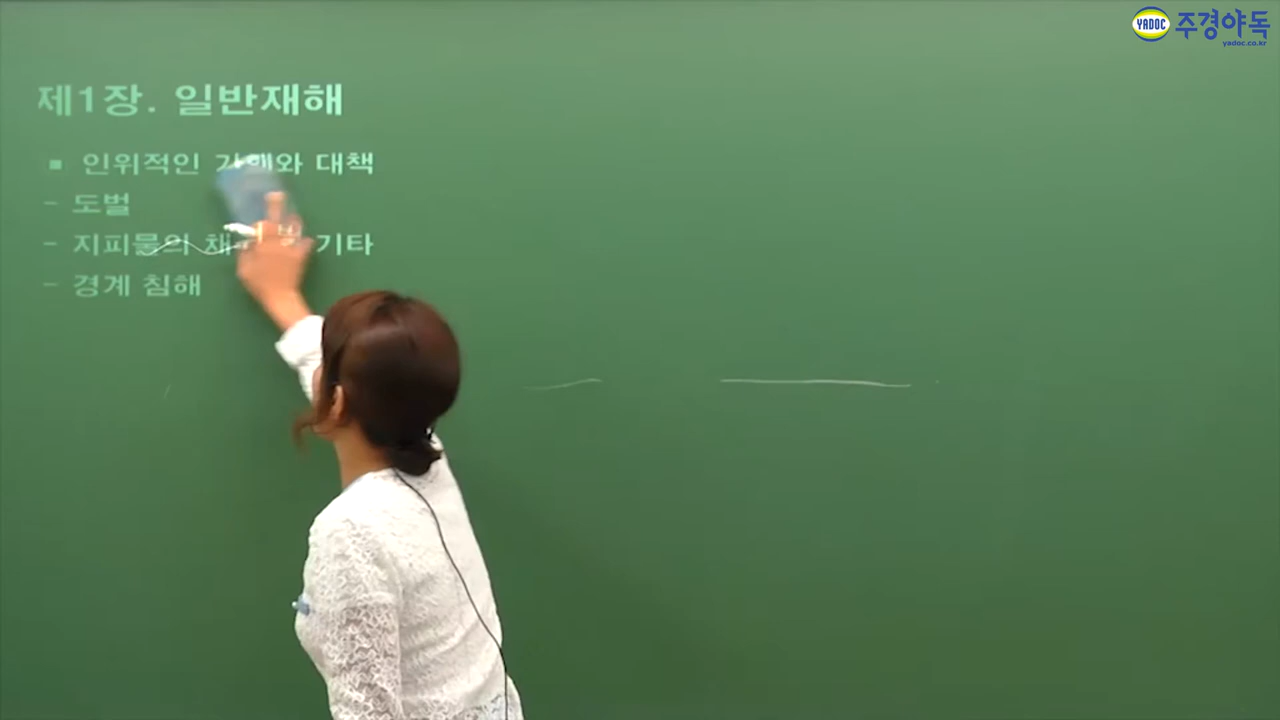 YADOC 주경야독
yadoc.co.kr
제1장. 일반재해
▪ 인위적인 대책
- 도벌
- 지피물의 기타
- 경계 침해